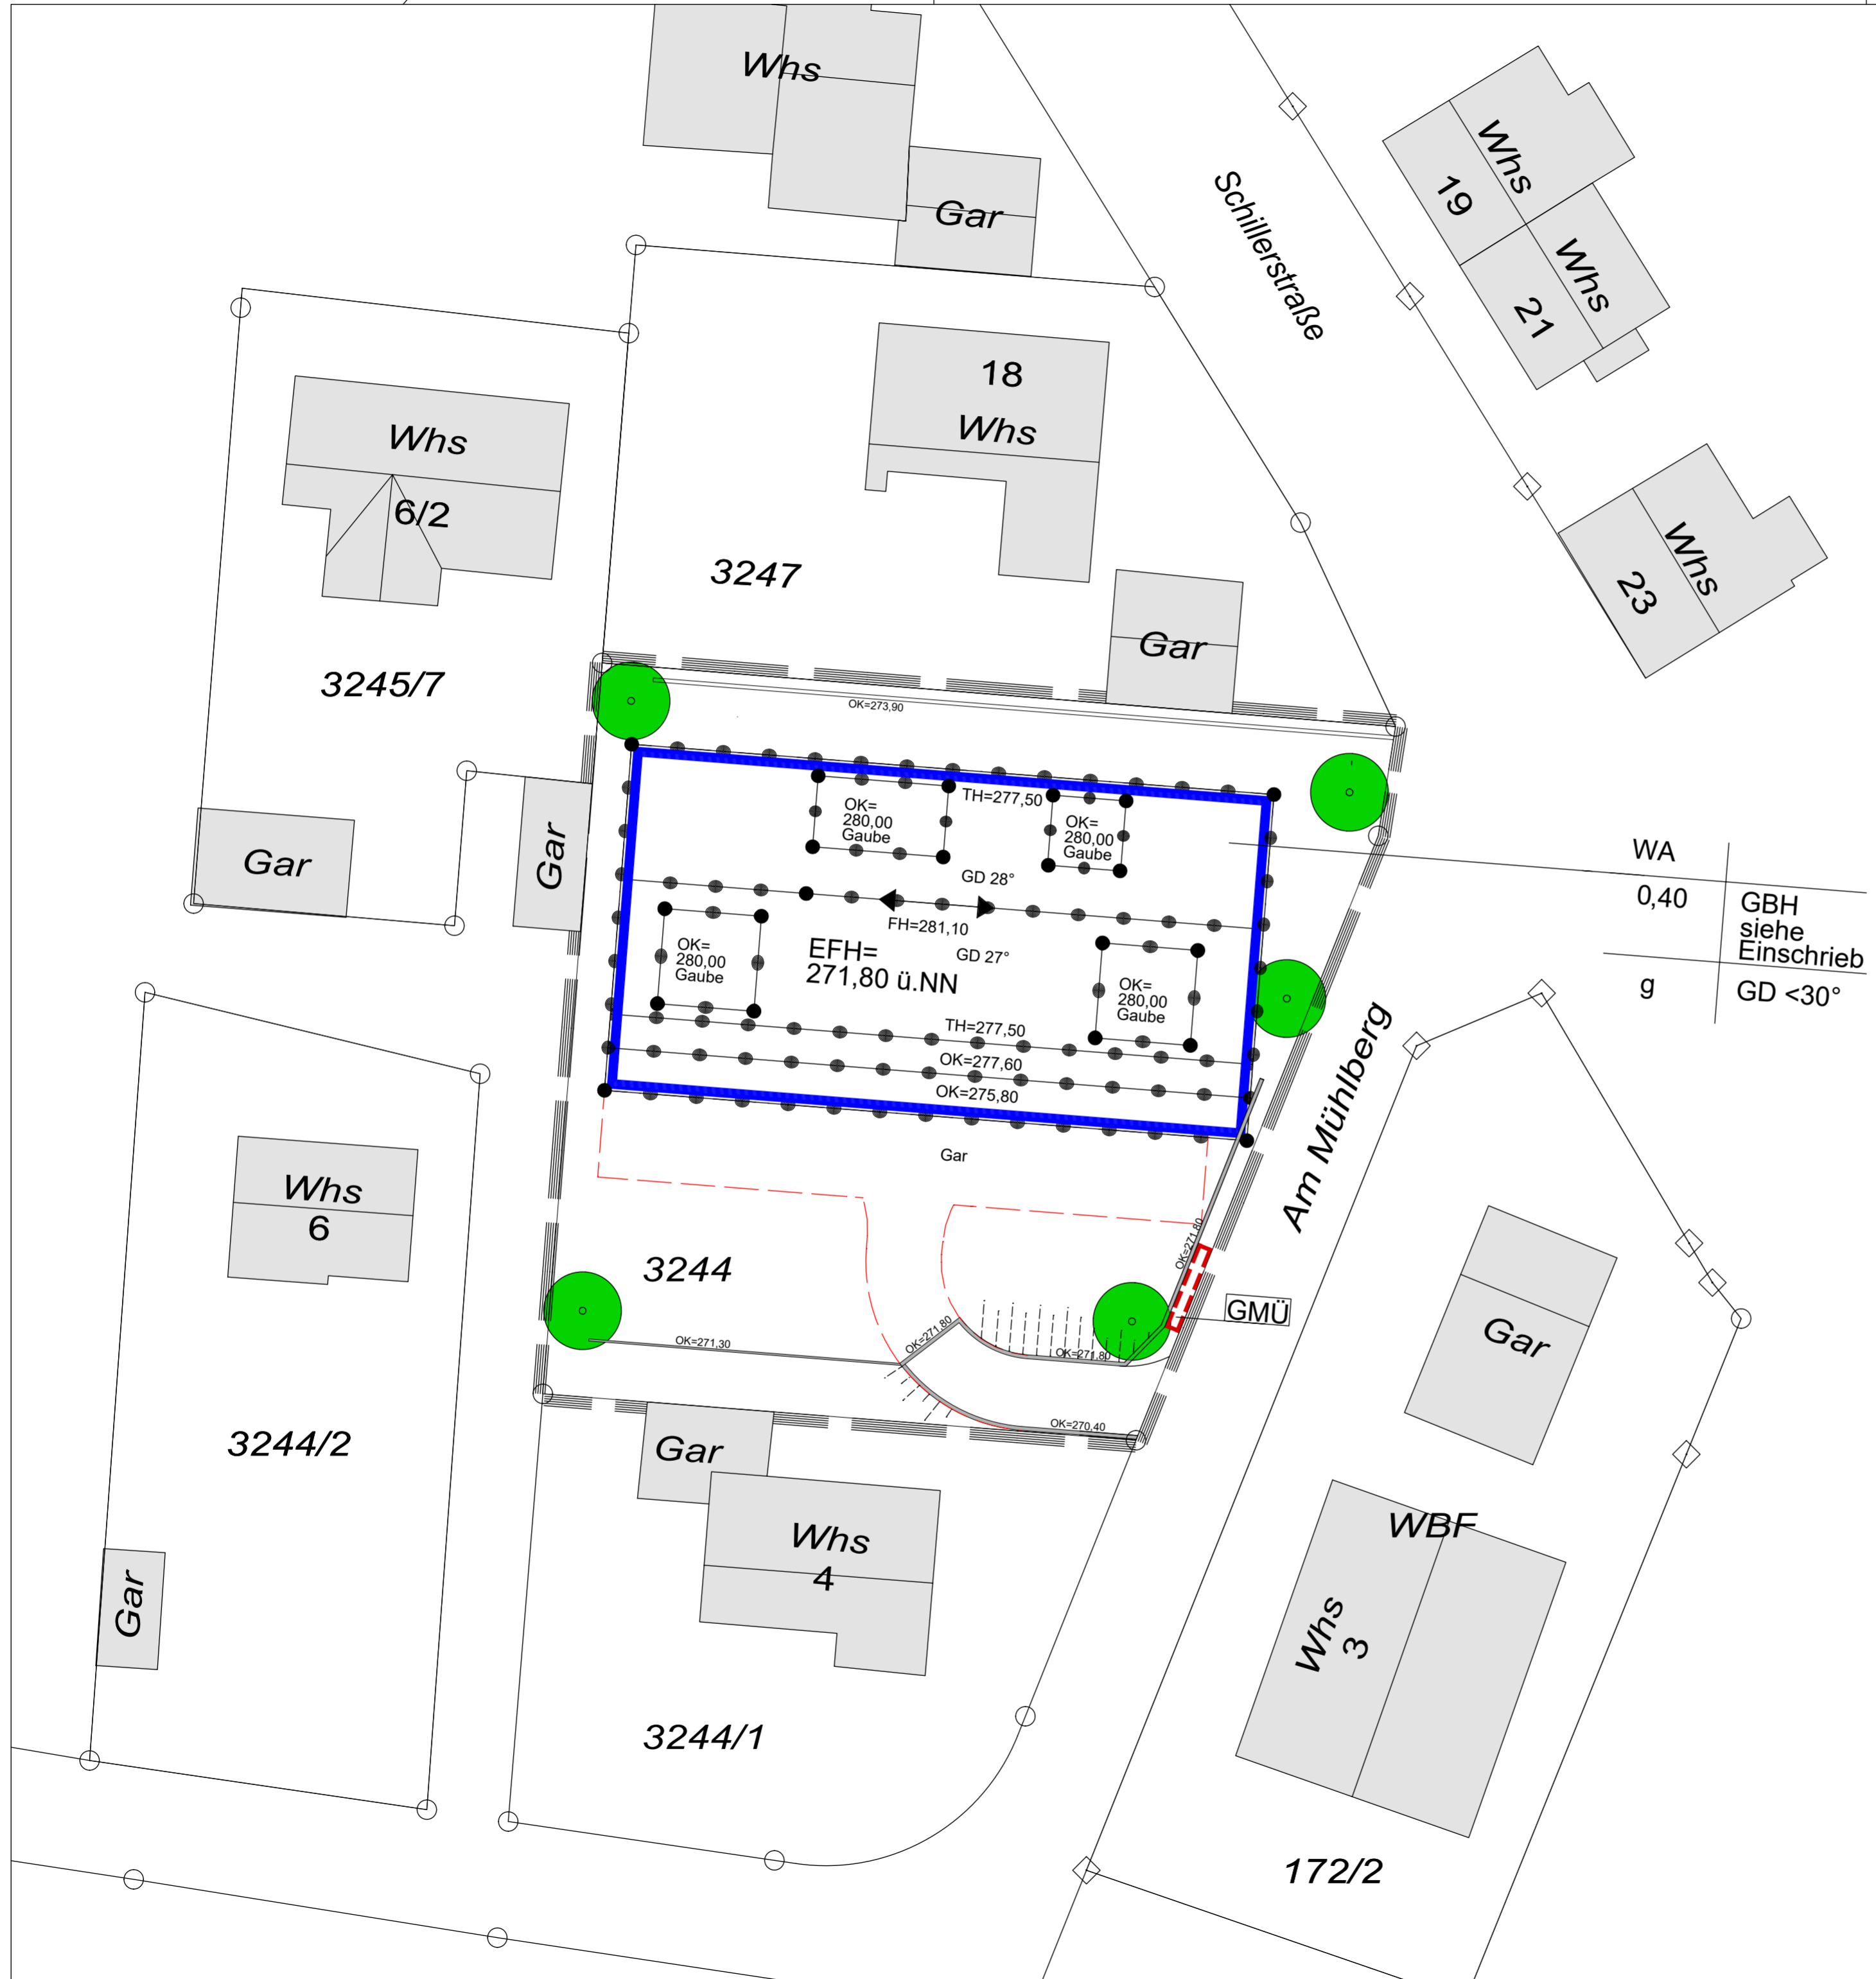 Whs
Gar
Schillerstraße
Whs
19
Whs
21
18
Whs
Whs
6/2
3247
Whs
23
Gar
3245/7
OK=273,90
TH=277,50
OK=
280,00
Gaube
OK=
280,00
Gaube
Gar
Gar
GD 28°
FH=281,10
GD 27°
EFH=
271,80 ü.NN
OK=
280,00
Gaube
OK=
280,00
Gaube
WA
0,40
GBH
siehe
Einschrieb
g
GD <30°
TH=277,50
OK=277,60
OK=275,80
Am Mühlberg
Gar
Whs
6
3244
OK=271,80
GMÜ
OK=271,30
OK=271,80
OK=271,80
Gar
OK=270,40
3244/2
Gar
Whs
4
WBF
Whs
3
Gar
3244/1
172/2